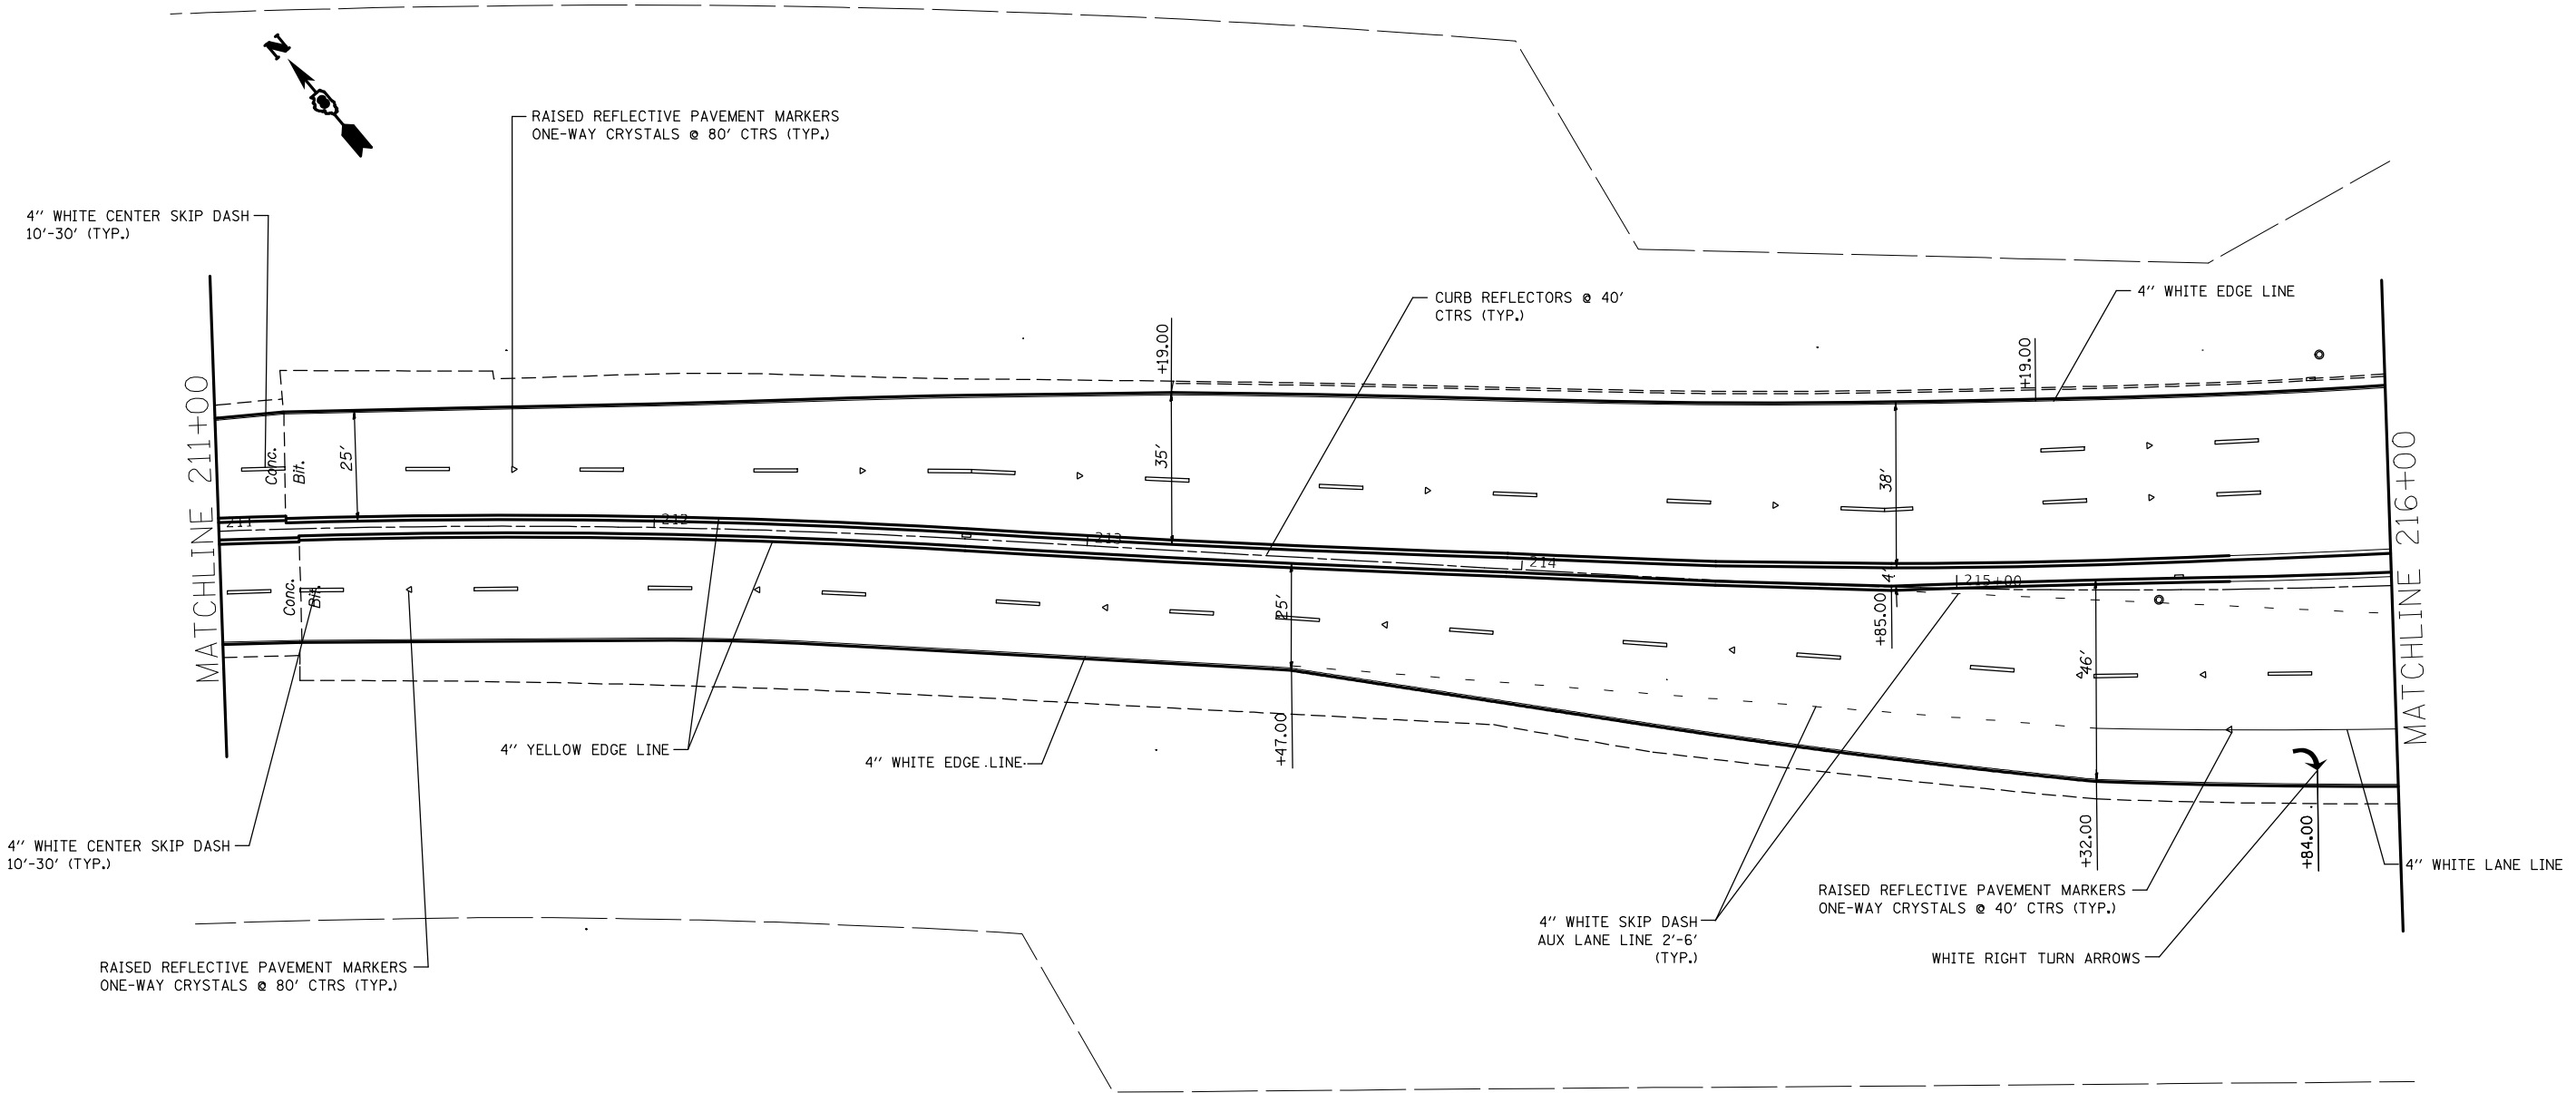 N
RAISED REFLECTIVE PAVEMENT MARKERS
ONE-WAY CRYSTALS @ 80' CTRS (TYP.)
4" WHITE CENTER SKIP DASH
10'-30' (TYP.)
CURB REFLECTORS @ 40'
CTRS (TYP.)
4" WHITE EDGE LINE
+19.00
+19.00
MATCHLINE 211+00
Conc.
Bit.
25'
35'
38'
MATCHLINE 216+00
211
212
213
214
215+00
4'
Conc.
Bit.
25'
+85.00
46'
4" YELLOW EDGE LINE
4" WHITE EDGE LINE
+47.00
+32.00
+84.00
4" WHITE CENTER SKIP DASH
10'-30' (TYP.)
4" WHITE LANE LINE
RAISED REFLECTIVE PAVEMENT MARKERS
ONE-WAY CRYSTALS @ 40' CTRS (TYP.)
4" WHITE SKIP DASH
AUX LANE LINE 2'-6'
(TYP.)
WHITE RIGHT TURN ARROWS
RAISED REFLECTIVE PAVEMENT MARKERS
ONE-WAY CRYSTALS @ 80' CTRS (TYP.)